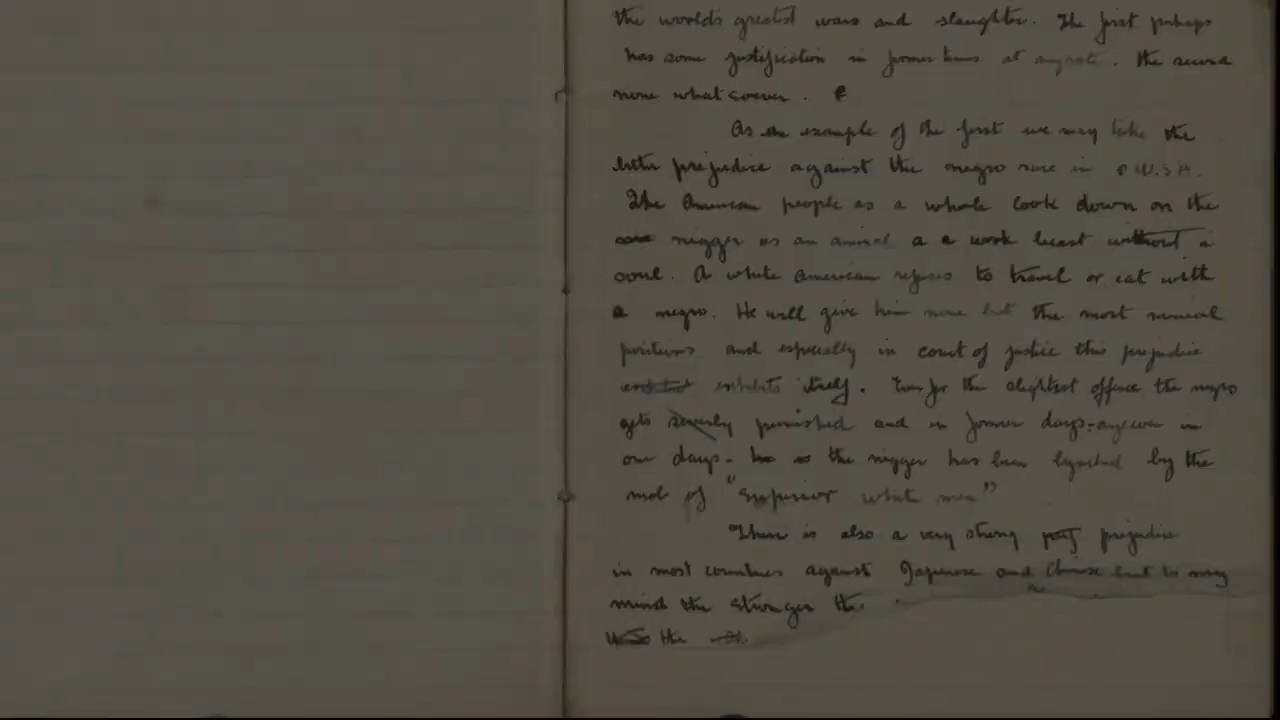 the worlds greatest wars and slaughter. The first perhaps
has some justification in former times at anyrate. The second
none whatsoever.
As an example of the first we may take the
bitter prejudice against the negro race in U.S.A.
The American people as a whole look down on the
nigger as an animal a a work beast without a
soul. A white American refuses to travel or eat with
a negro. He will give him none but the most menial
positions and especially in court of justice this prejudice
exhibits itself. Even for the slightest offence the negro
gets severly punished and in former days - anyeven in
our days - the nigger has been lynched by the
mob of "Superior white men"
There is also a very strong prejudice
in most countries against Japanese and Chinese but to my
mind the stronger the.
the